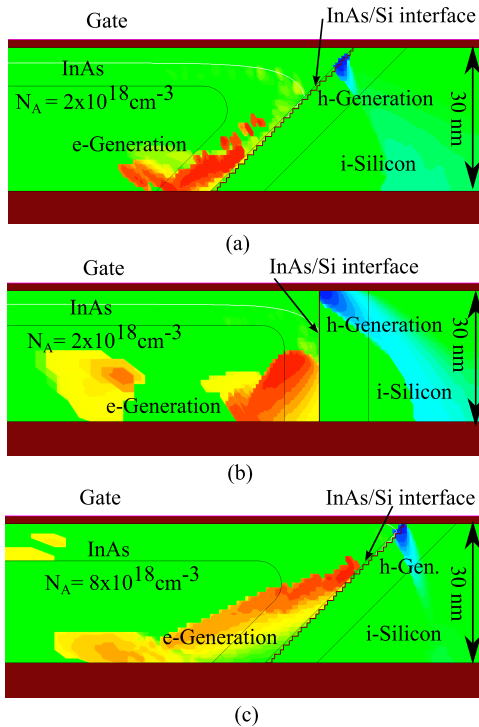 Gate
InAs/Si interface
InAs
N_A = 2x10^18 cm^-3
h-Generation
e-Generation
i-Silicon
30 nm
(a)
Gate
InAs/Si interface
InAs
N_A = 2x10^18 cm^-3
h-Generation
e-Generation
i-Silicon
30 nm
(b)
Gate
InAs/Si interface
InAs
N_A = 8x10^18 cm^-3
h-Gen.
e-Generation
i-Silicon
30 nm
(c)